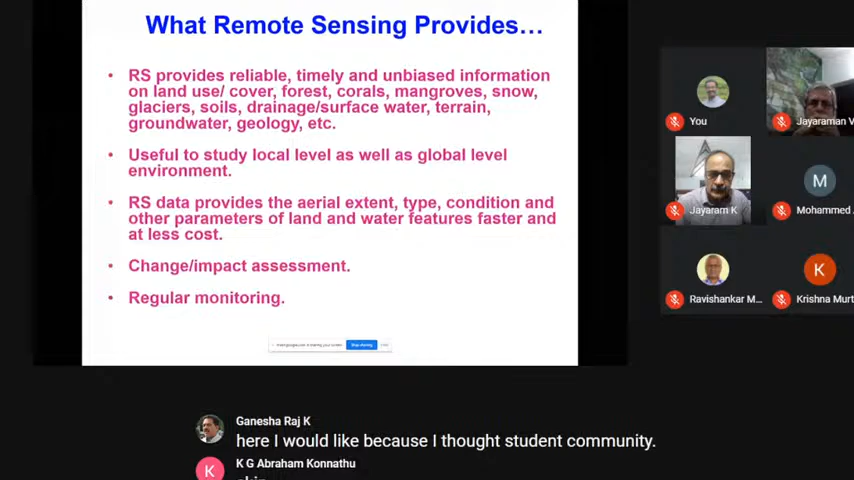 What Remote Sensing Provides...
• RS provides reliable, timely and unbiased information
on land use/ cover, forest, corals, mangroves, snow,
glaciers, soils, drainage/surface water, terrain,
groundwater, geology, etc.
• Useful to study local level as well as global level
environment.
• RS data provides the aerial extent, type, condition and
other parameters of land and water features faster and
at less cost.
• Change/impact assessment.
• Regular monitoring.
Stop sharing
You
Jayaraman V
Jayaram K
M
Mohammed
Ravishankar M...
K
Krishna Murt
Ganesha Raj K
here I would like because I thought student community.
K
K G Abraham Konnathu